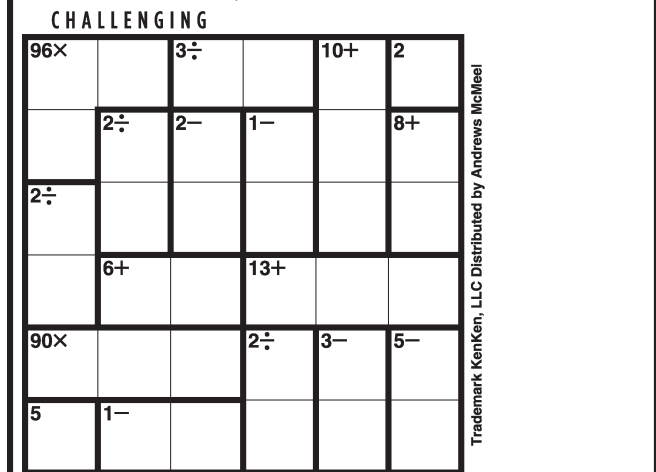 CHALLENGING
96× 3÷ 10+ 2
2÷ 2− 1− 8+
2÷
6+ 13+
90× 2÷ 3− 5−
5 1−
Trademark KenKen, LLC Distributed by Andrews McMeel